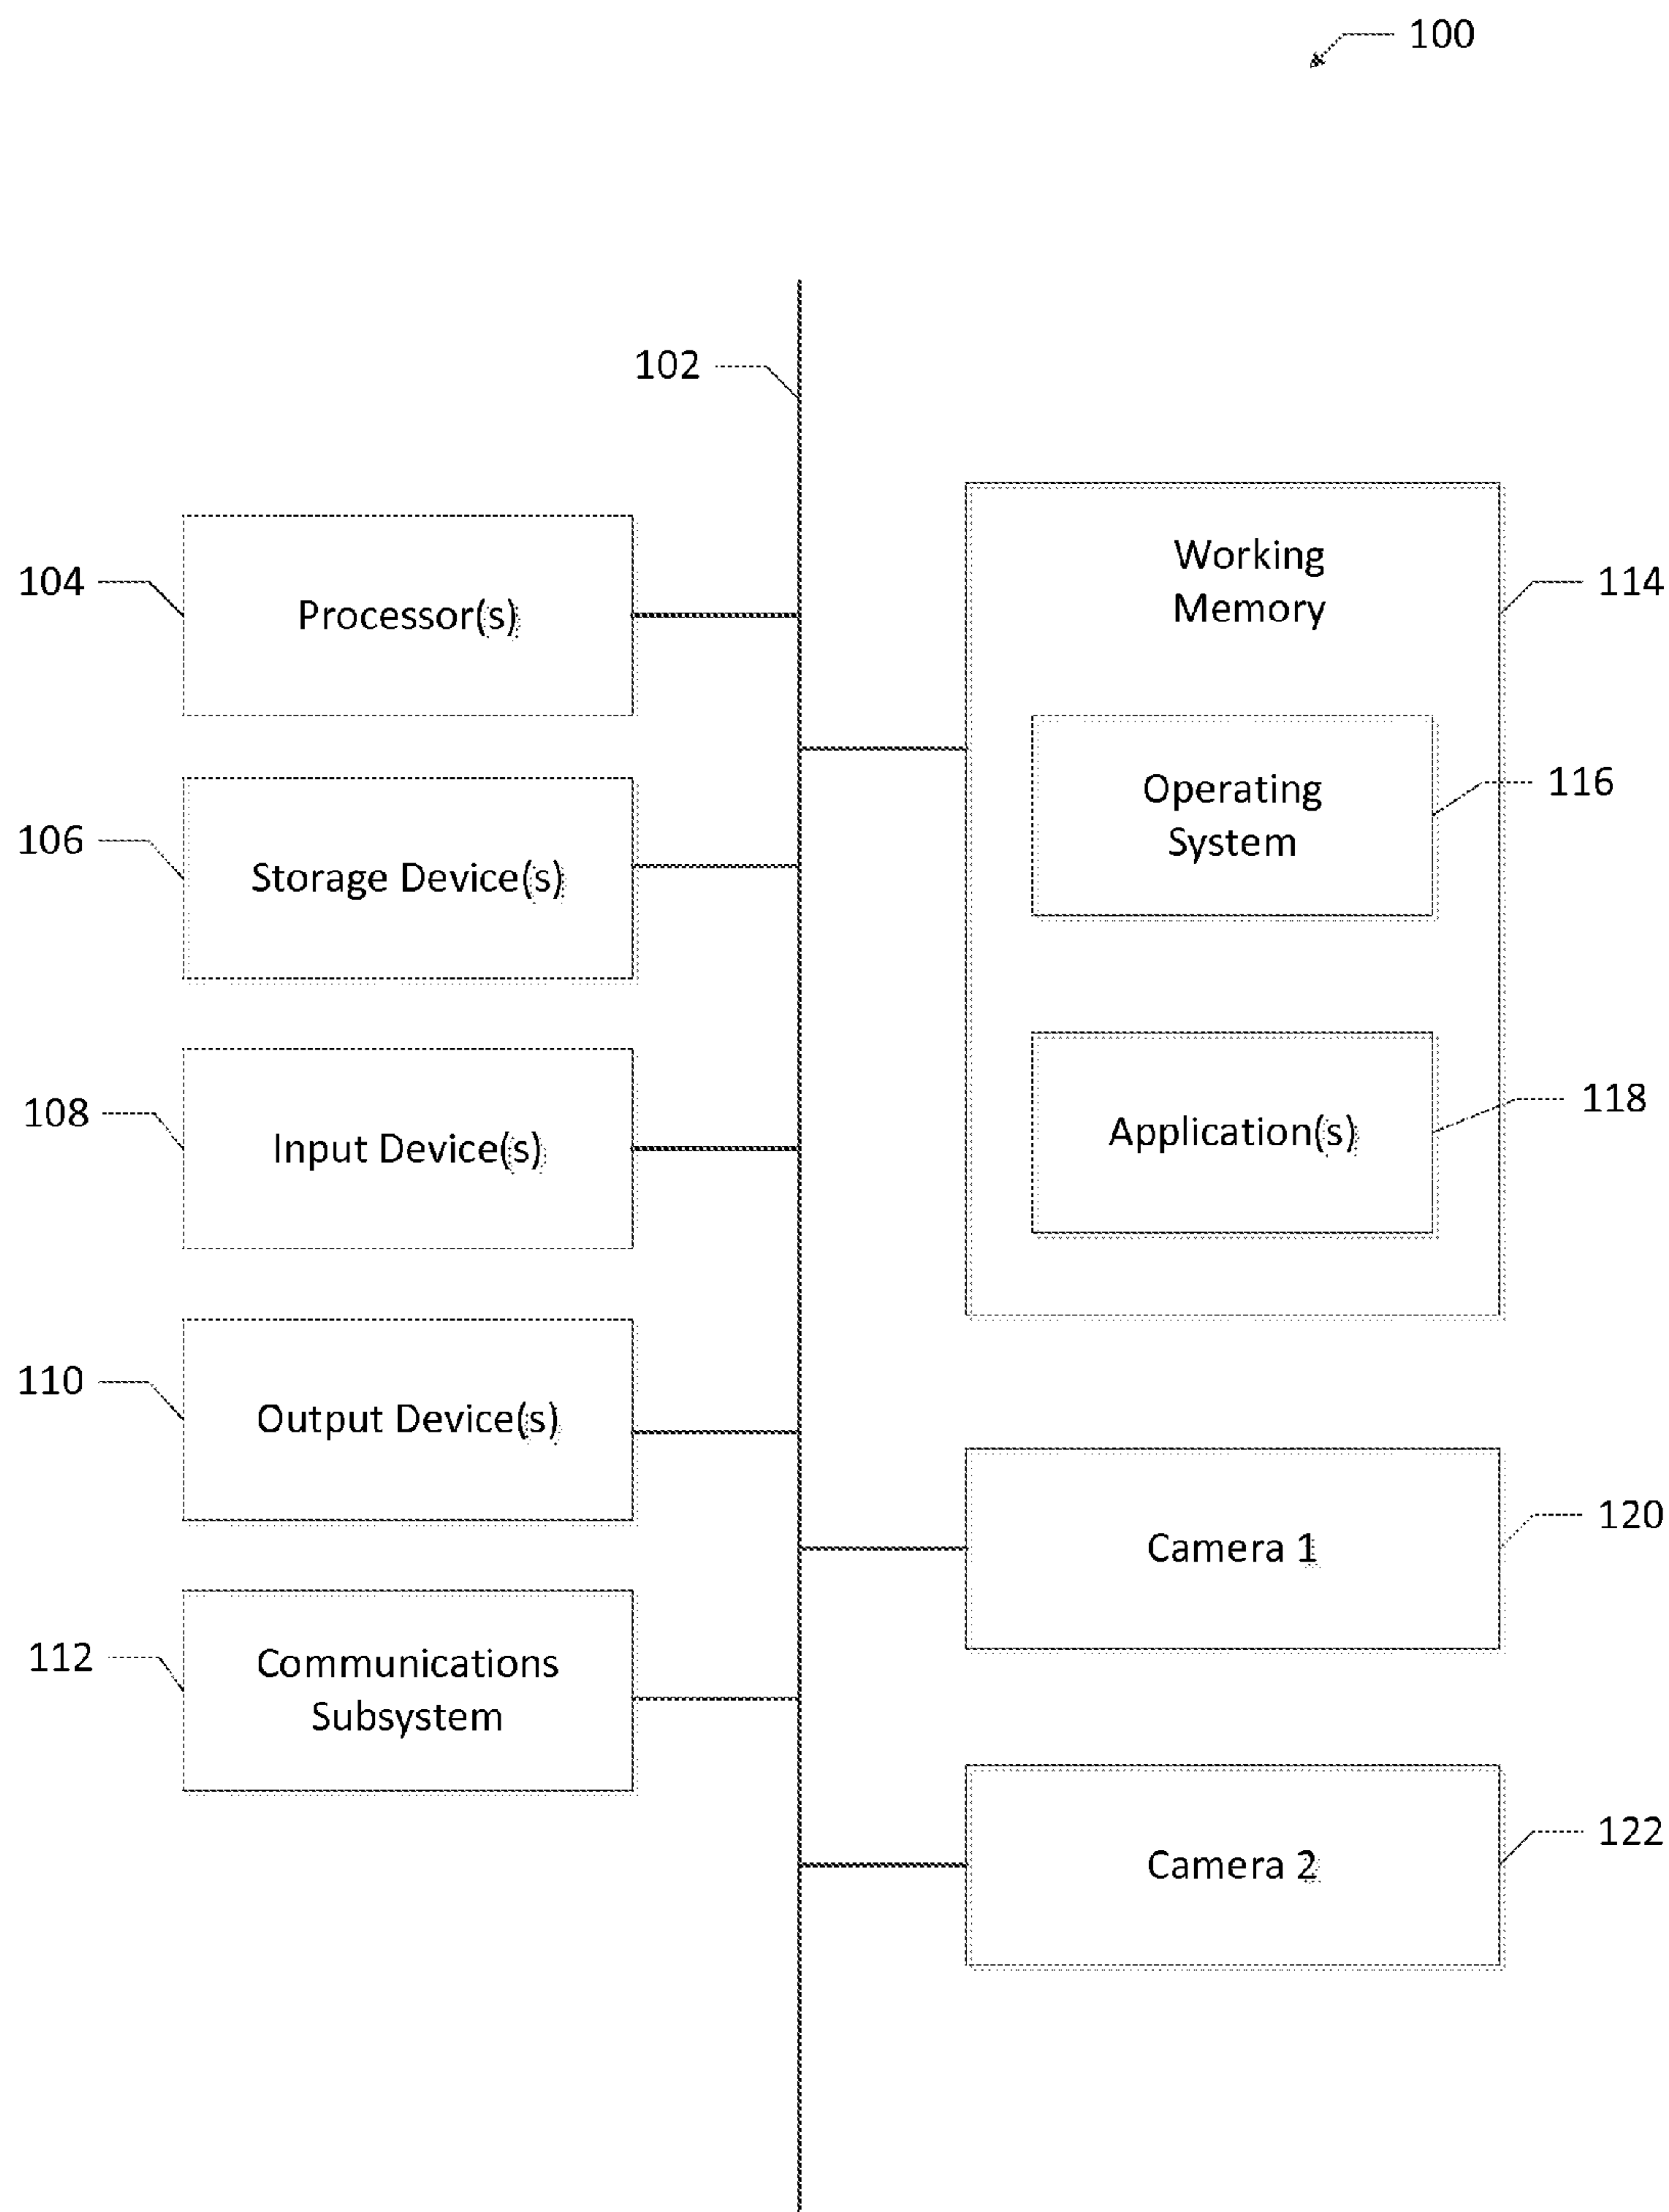 100
102
104
Processor(s)
106
Storage Device(s)
108
Input Device(s)
110
Output Device(s)
112
Communications
Subsystem
Working
Memory
114
Operating
System
116
Application(s)
118
Camera 1
120
Camera 2
122